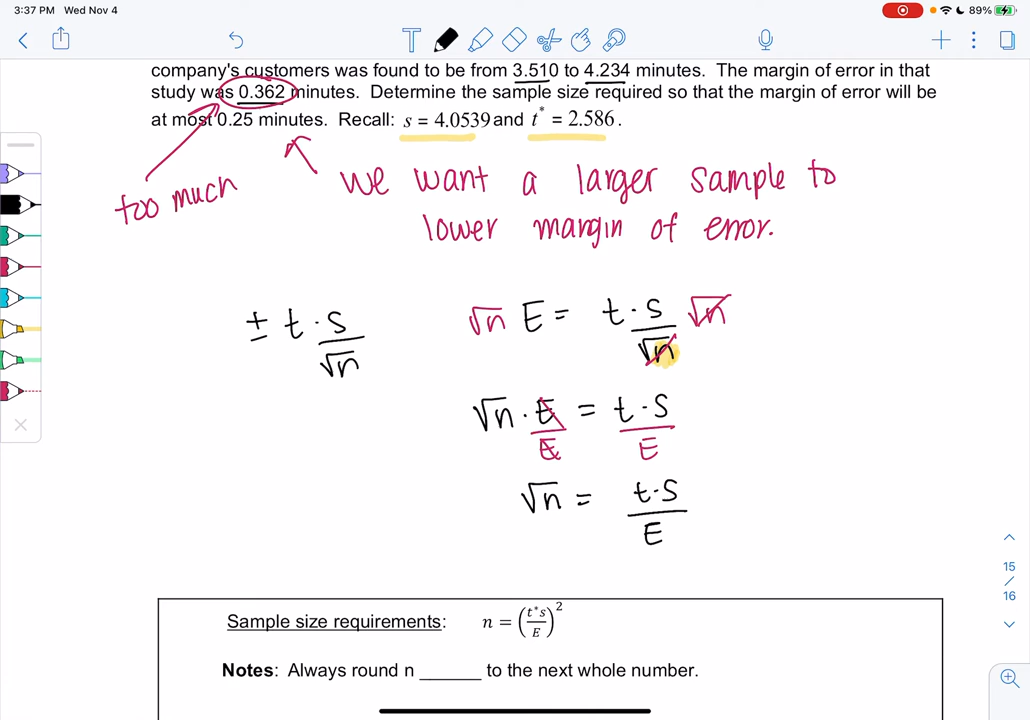 3:37 PM Wed Nov 4
89%
company's customers was found to be from 3.510 to 4.234 minutes. The margin of error in that
study was 0.362 minutes. Determine the sample size required so that the margin of error will be
at most 0.25 minutes. Recall: s = 4.0539 and t* = 2.586.
too much
we want a larger sample to
lower margin of error.
± t · s / √n
√n E = t · s / √n √n
√n · E / E = t · s / E
√n = t · s / E
15
/
16
Sample size requirements: n = (t*s / E)²
Notes: Always round n ______ to the next whole number.